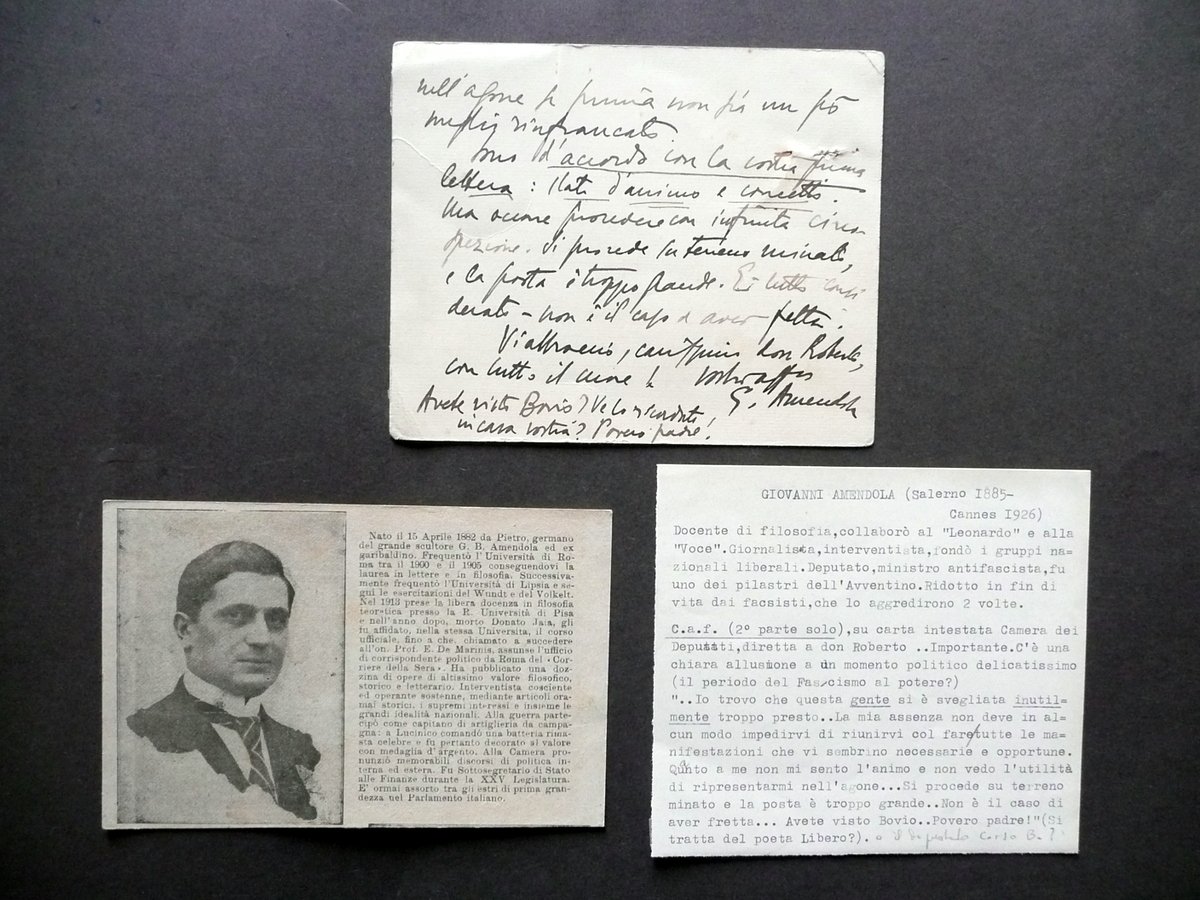 nell'agone se prima non sia un pò
meglio rinfrancato.
Sono d'accordo con la vostra prima
lettera: stato d'animo e concetti.
Ma occorre procedere con infinita circo-
spezione. Si procede su terreno minato,
e la posta è troppo grande. E tutto consi
derato - non è il caso d'aver fretta.
Vi abbraccio, carissimo don Roberto,
con tutto il cuore! vostro aff
G. Amendola
Avete visto Bovio? Ve lo ricordate
in casa vostra? Povero padre!
Nato il 15 Aprile 1882 da Pietro, germano
del grande scultore G. B. Amendola ed ex
garibaldino. Frequentò l'Università di Ro-
ma tra il 1900 e il 1905 conseguendovi la
laurea in lettere e in filosofia. Successiva-
mente frequentò l'Università di Lipsia e se-
guì le esercitazioni del Wundt e del Volkelt.
Nel 1913 prese la libera docenza in filosofia
teoretica presso la R. Università di Pisa
e nell'anno dopo, morto Donato Jaia, gli
fu affidato, nella stessa Università, il corso
ufficiale, fino a che. chiamato a succedere
all'on. Prof. E. De Marinis, assunse l'ufficio
di corrispondente politico da Roma del «Cor-
riere della Sera». Ha pubblicato una doz-
zina di opere di altissimo valore filosofico,
storico e letterario. Interventista cosciente
ed operante sostenne, mediante articoli ora-
mai storici. i supremi interessi e insieme le
grandi idealità nazionali. Alla guerra parte-
cipò come capitano di artiglieria da campa-
gna: a Lucinico comandò una batteria rima-
sta celebre e fu pertanto decorato al valore
con medaglia d'argento. Alla Camera pro-
nunziò memorabili discorsi di politica in-
terna ed estera. Fu Sottosegretario di Stato
alle Finanze durante la XXV Legislatura.
E' ormai assorto tra gli estri di prima gran-
dezza nel Parlamento italiano.
GIOVANNI AMENDOLA (Salerno I885-
Cannes I926)
Docente di filosofia,collaborò al "Leonardo" e alla
"Voce".Giornalista,interventista,fondò i gruppi na=
zionali liberali.Deputato,ministro antifascista,fu
uno dei pilastri dell'Aventino.Ridotto in fin di
vita dai facsisti,che lo aggredirono 2 volte.
C.a.f. (2° parte solo),su carta intestata Camera dei
Deputati,diretta a don Roberto ..Importante.C'è una
chiara allusione a un momento politico delicatissimo
(il periodo del Fascismo al potere?)
"..Io trovo che questa gente si è svegliata inutil=
mente troppo presto..La mia assenza non deve in al=
cun modo impedirvi di riunirvi col fare tutte le ma=
nifestazioni che vi sembrino necessarie e opportune.
Quanto a me non mi sento l'animo e non vedo l'utilità
di ripresentarmi nell'agone...Si procede su terreno
minato e la posta è troppo grande..Non è il caso di
aver fretta... Avete visto Bovio..Povero padre!"(Si
tratta del poeta Libero?). o il deputato Corso B.?